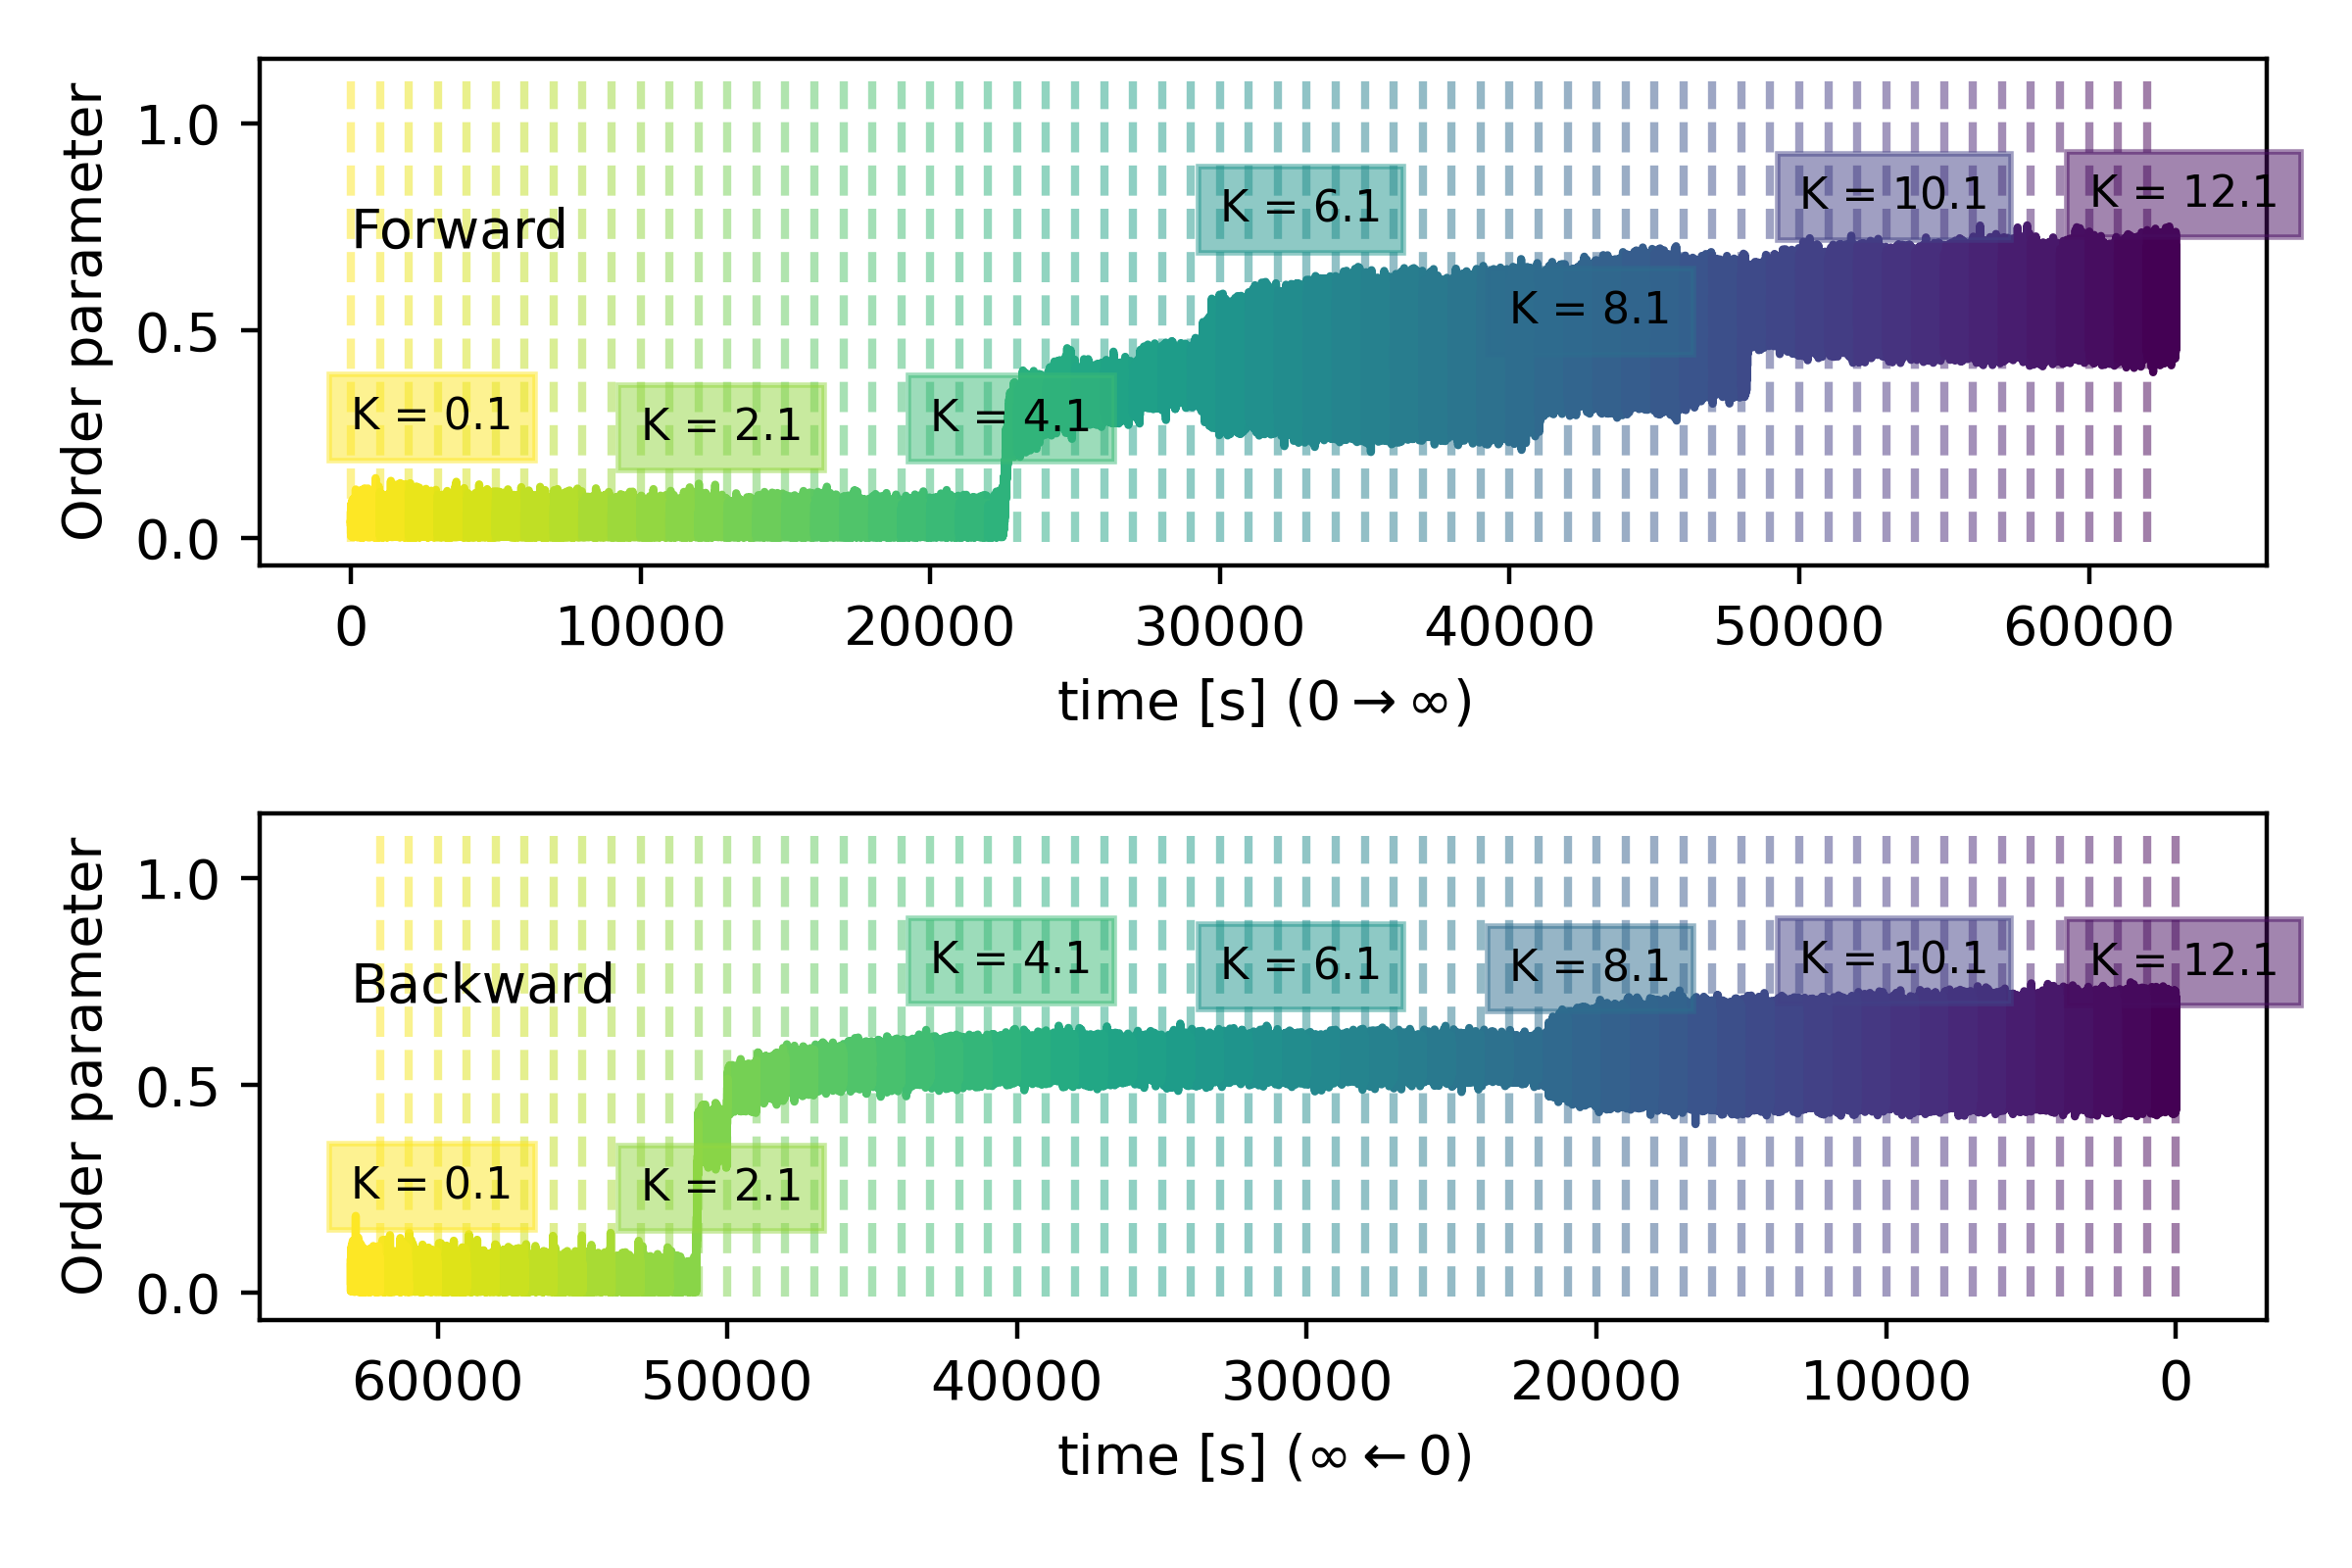 Order parameter
1.0
0.5
0.0
Forward
K = 0.1
K = 2.1
K = 4.1
K = 6.1
K = 8.1
K = 10.1
K = 12.1
0 10000 20000 30000 40000 50000 60000
time [s] (0 → ∞)
Order parameter
1.0
0.5
0.0
Backward
K = 0.1
K = 2.1
K = 4.1
K = 6.1
K = 8.1
K = 10.1
K = 12.1
60000 50000 40000 30000 20000 10000 0
time [s] (∞ ← 0)